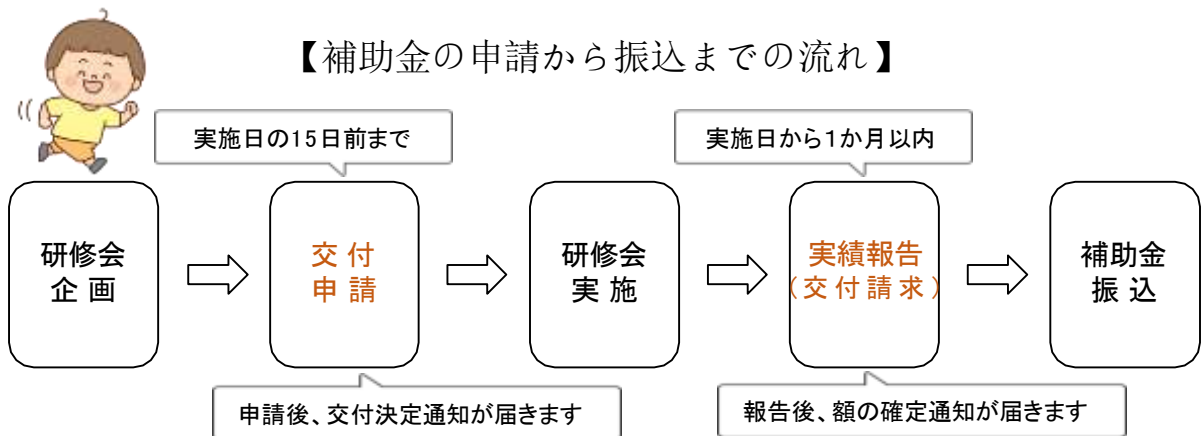 【補助金の申請から振込までの流れ】
実施日の15日前まで
実施日から1か月以内
研修会
企画
交付
申請
研修会
実施
実績報告
(交付請求)
補助金
振込
申請後、交付決定通知が届きます
報告後、額の確定通知が届きます